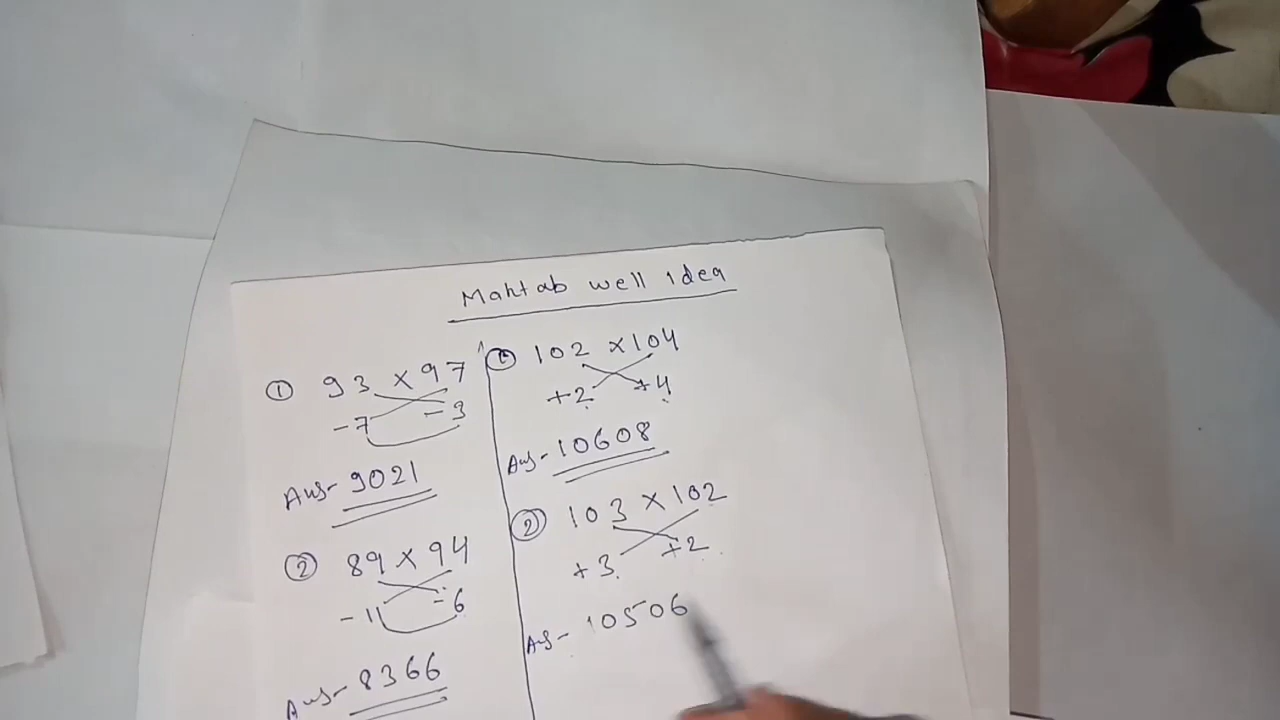 Mahtab well idea
① 93 × 97
-7 -3
Ans- 9021
② 89 × 94
-11 -6
Ans- 8366
① 102 × 104
+2 +4
Ans- 10608
② 103 × 102
+3 +2
As- 10506